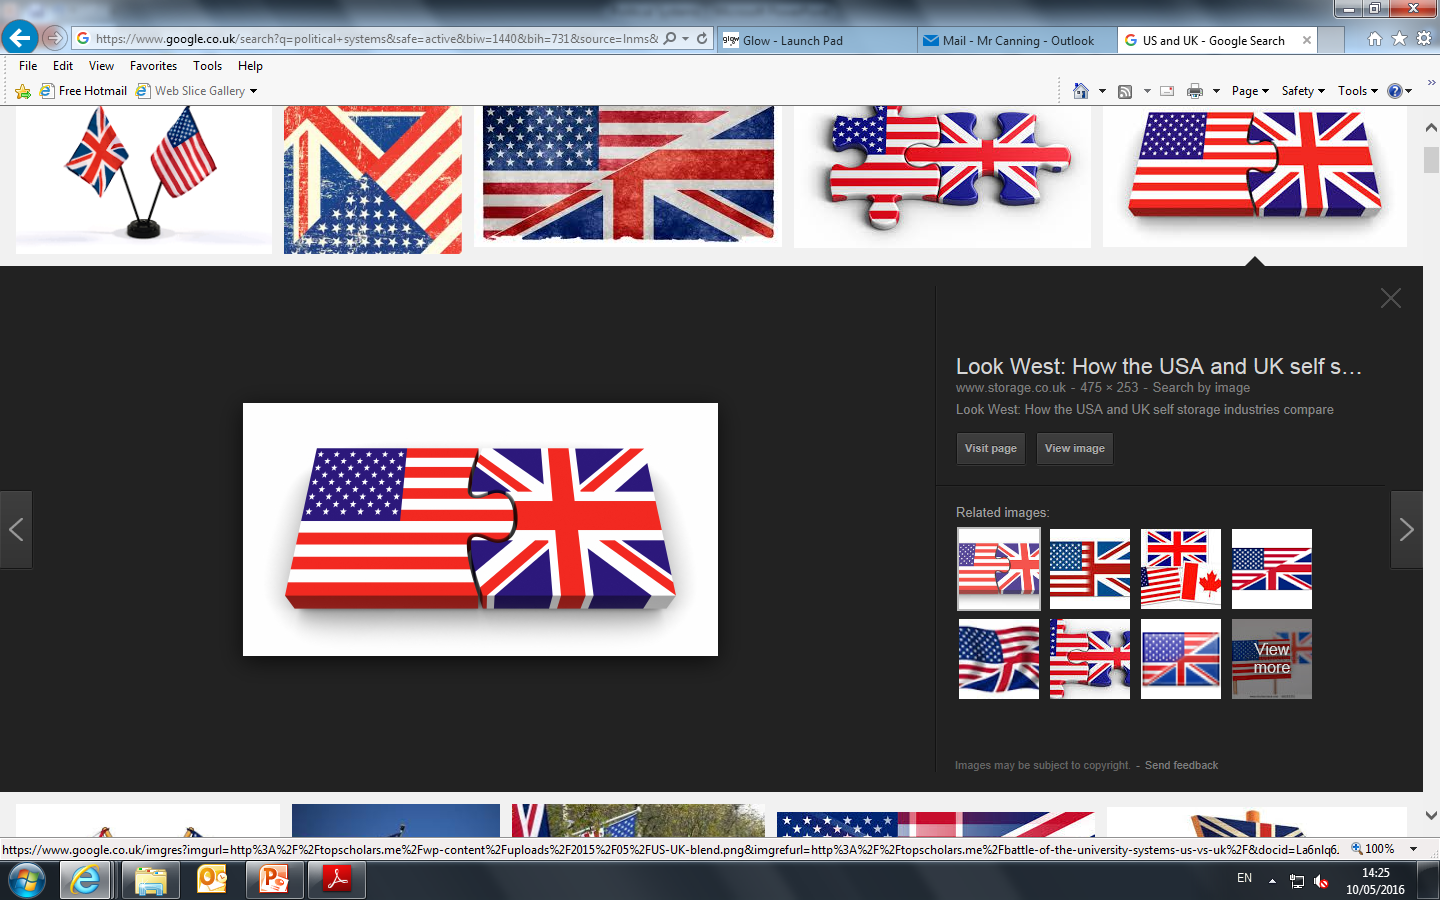 https://www.google.co.uk/search?q=political+systems&safe=active&biw=1440&bih=731&source=lnms&
glow Glow - Launch Pad
Mail - Mr Canning - Outlook
US and UK - Google Search
File Edit View Favorites Tools Help
Free Hotmail Web Slice Gallery
Page Safety Tools
Look West: How the USA and UK self s...
www.storage.co.uk - 475 × 253 - Search by image
Look West: How the USA and UK self storage industries compare
Visit page View image
Related images:
View
more
Images may be subject to copyright. - Send feedback
https://www.google.co.uk/imgres?imgurl=http%3A%2F%2Ftopscholars.me%2Fwp-content%2Fuploads%2F2015%2F05%2FUS-UK-blend.png&imgrefurl=http%3A%2F%2Ftopscholars.me%2Fbattle-of-the-university-systems-us-vs-uk%2F&docid=La6nIq6.
100%
EN
14:25
10/05/2016